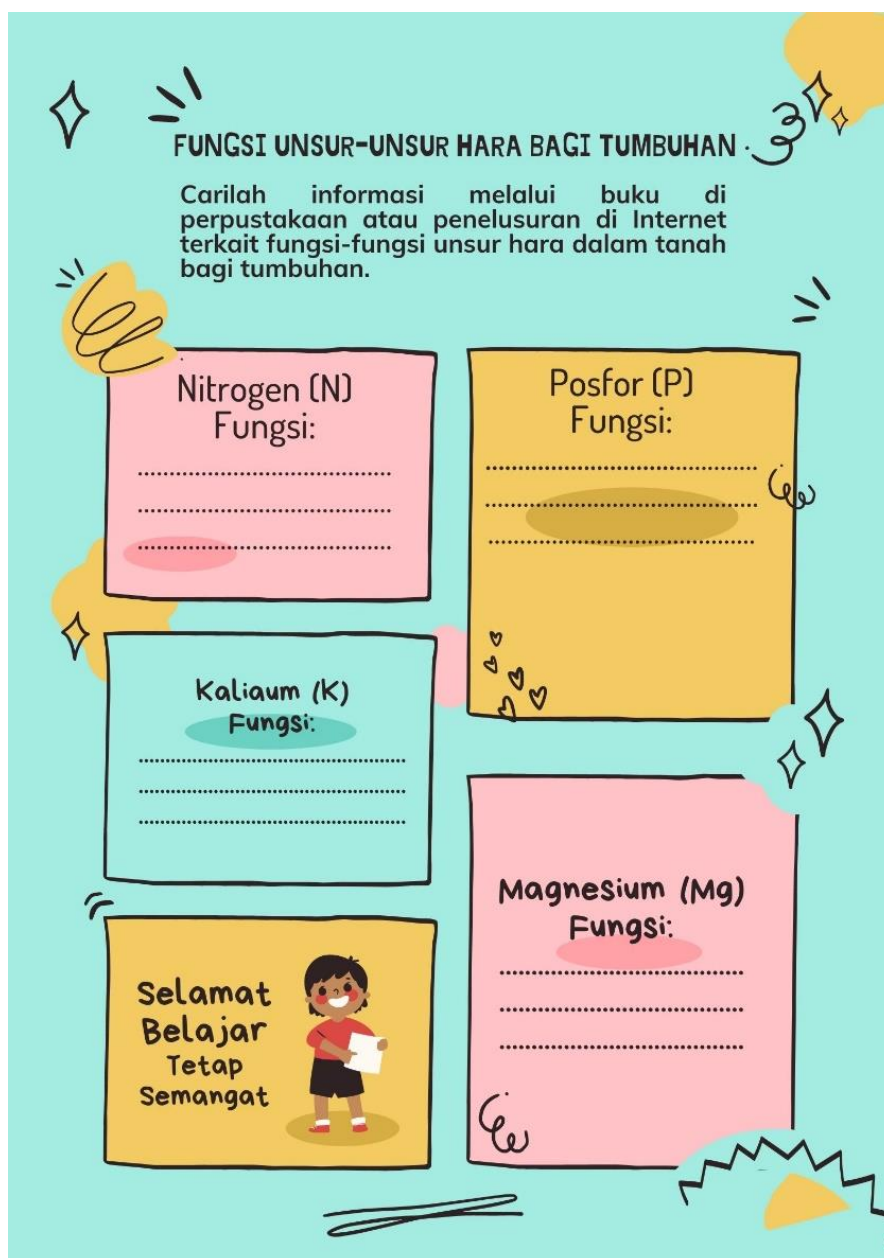 FUNGSI UNSUR-UNSUR HARA BAGI TUMBUHAN
Carilah informasi melalui buku di
perpustakaan atau penelusuran di Internet
terkait fungsi-fungsi unsur hara dalam tanah
bagi tumbuhan.
Nitrogen (N)
Fungsi:
..........................................
..........................................
..........................................
Posfor (P)
Fungsi:
..........................................
..........................................
..........................................
Kaliaum (K)
Fungsi:
..........................................
..........................................
..........................................
Magnesium (Mg)
Fungsi:
..........................................
..........................................
..........................................
Selamat
Belajar
Tetap
Semangat